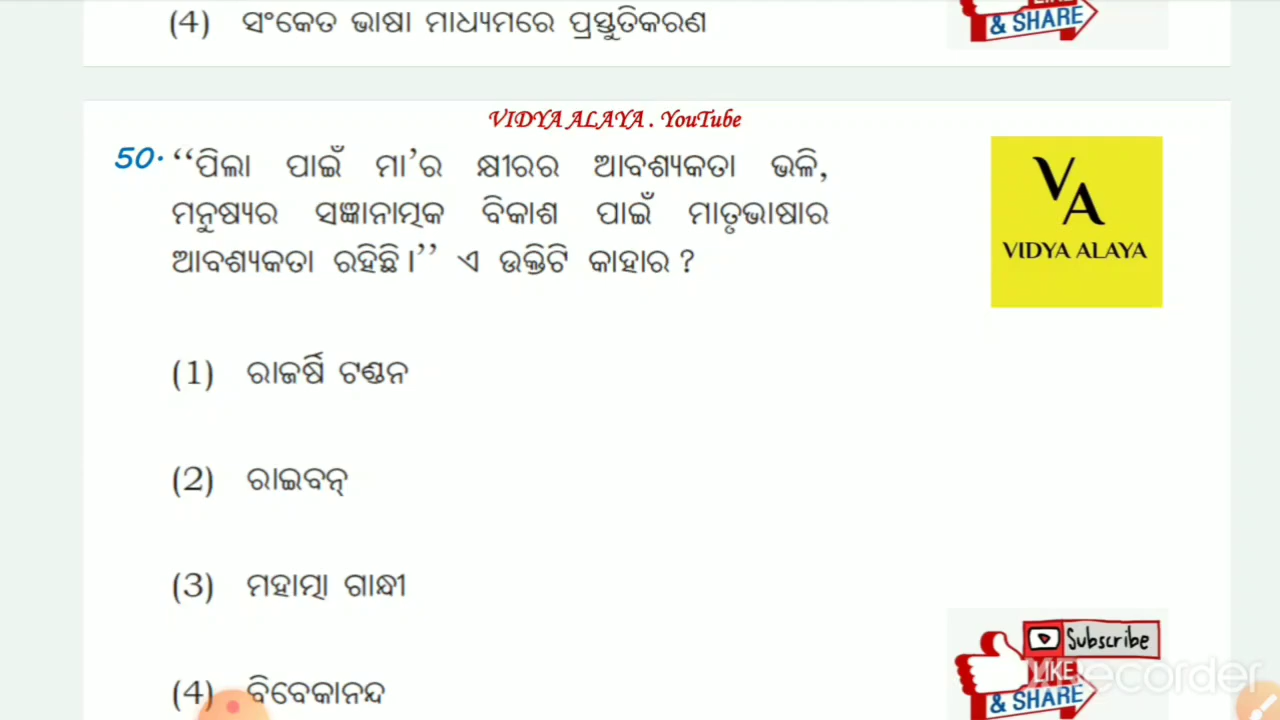 (4) ସଂକେତ ଭାଷା ମାଧ୍ୟମରେ ପ୍ରସ୍ତୁତିକରଣ
& SHARE
VIDYA ALAYA . YouTube
50. ‘‘ପିଲା ପାଇଁ ମା’ର କ୍ଷୀରର ଆବଶ୍ୟକତା ଭଳି,
ମନୁଷ୍ୟର ସଜ୍ଞାନାତ୍ମକ ବିକାଶ ପାଇଁ ମାତୃଭାଷାର
ଆବଶ୍ୟକତା ରହିଛି।’’ ଏ ଉକ୍ତିଟି କାହାର ?
VA
VIDYA ALAYA
(1) ରାଜର୍ଷି ଟଣ୍ଡନ
(2) ରାଇବନ୍
(3) ମହାତ୍ମା ଗାନ୍ଧୀ
(4) ବିବେକାନନ୍ଦ
Subscribe
LIKE
& SHARE